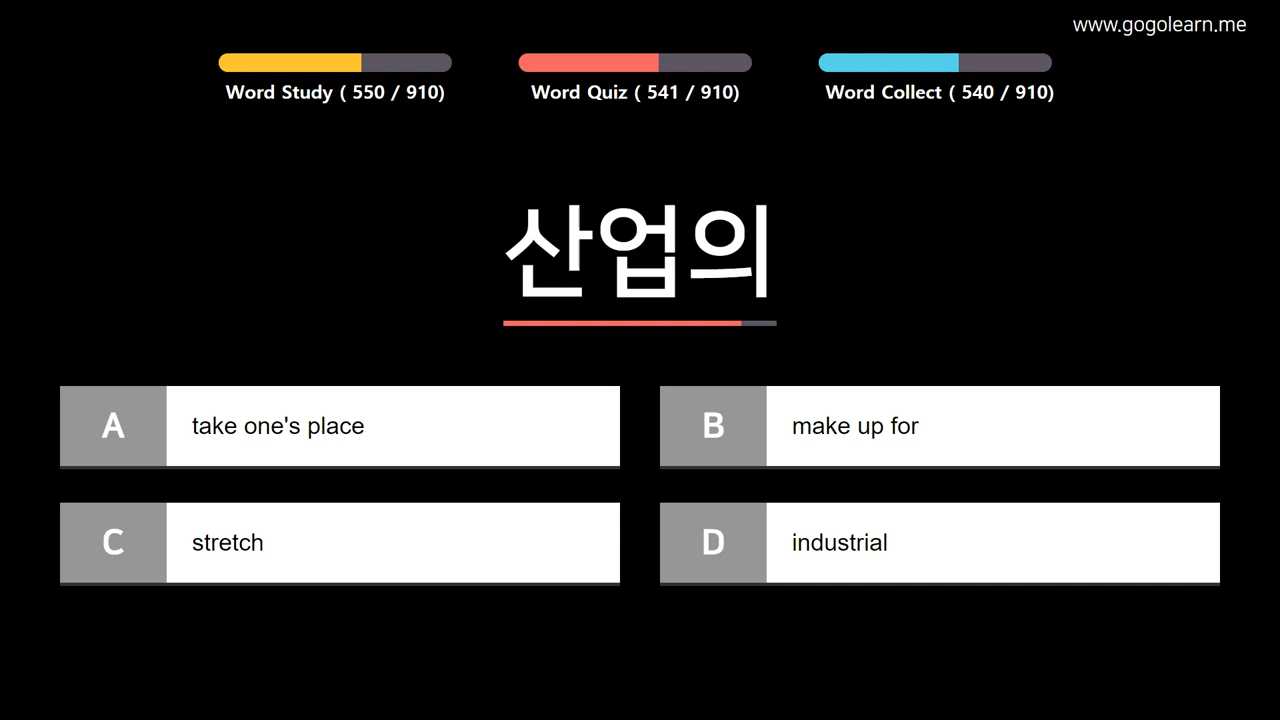 www.gogolearn.me
Word Study ( 550 / 910)
Word Quiz ( 541 / 910)
Word Collect ( 540 / 910)
산업의
A take one's place
B make up for
C stretch
D industrial